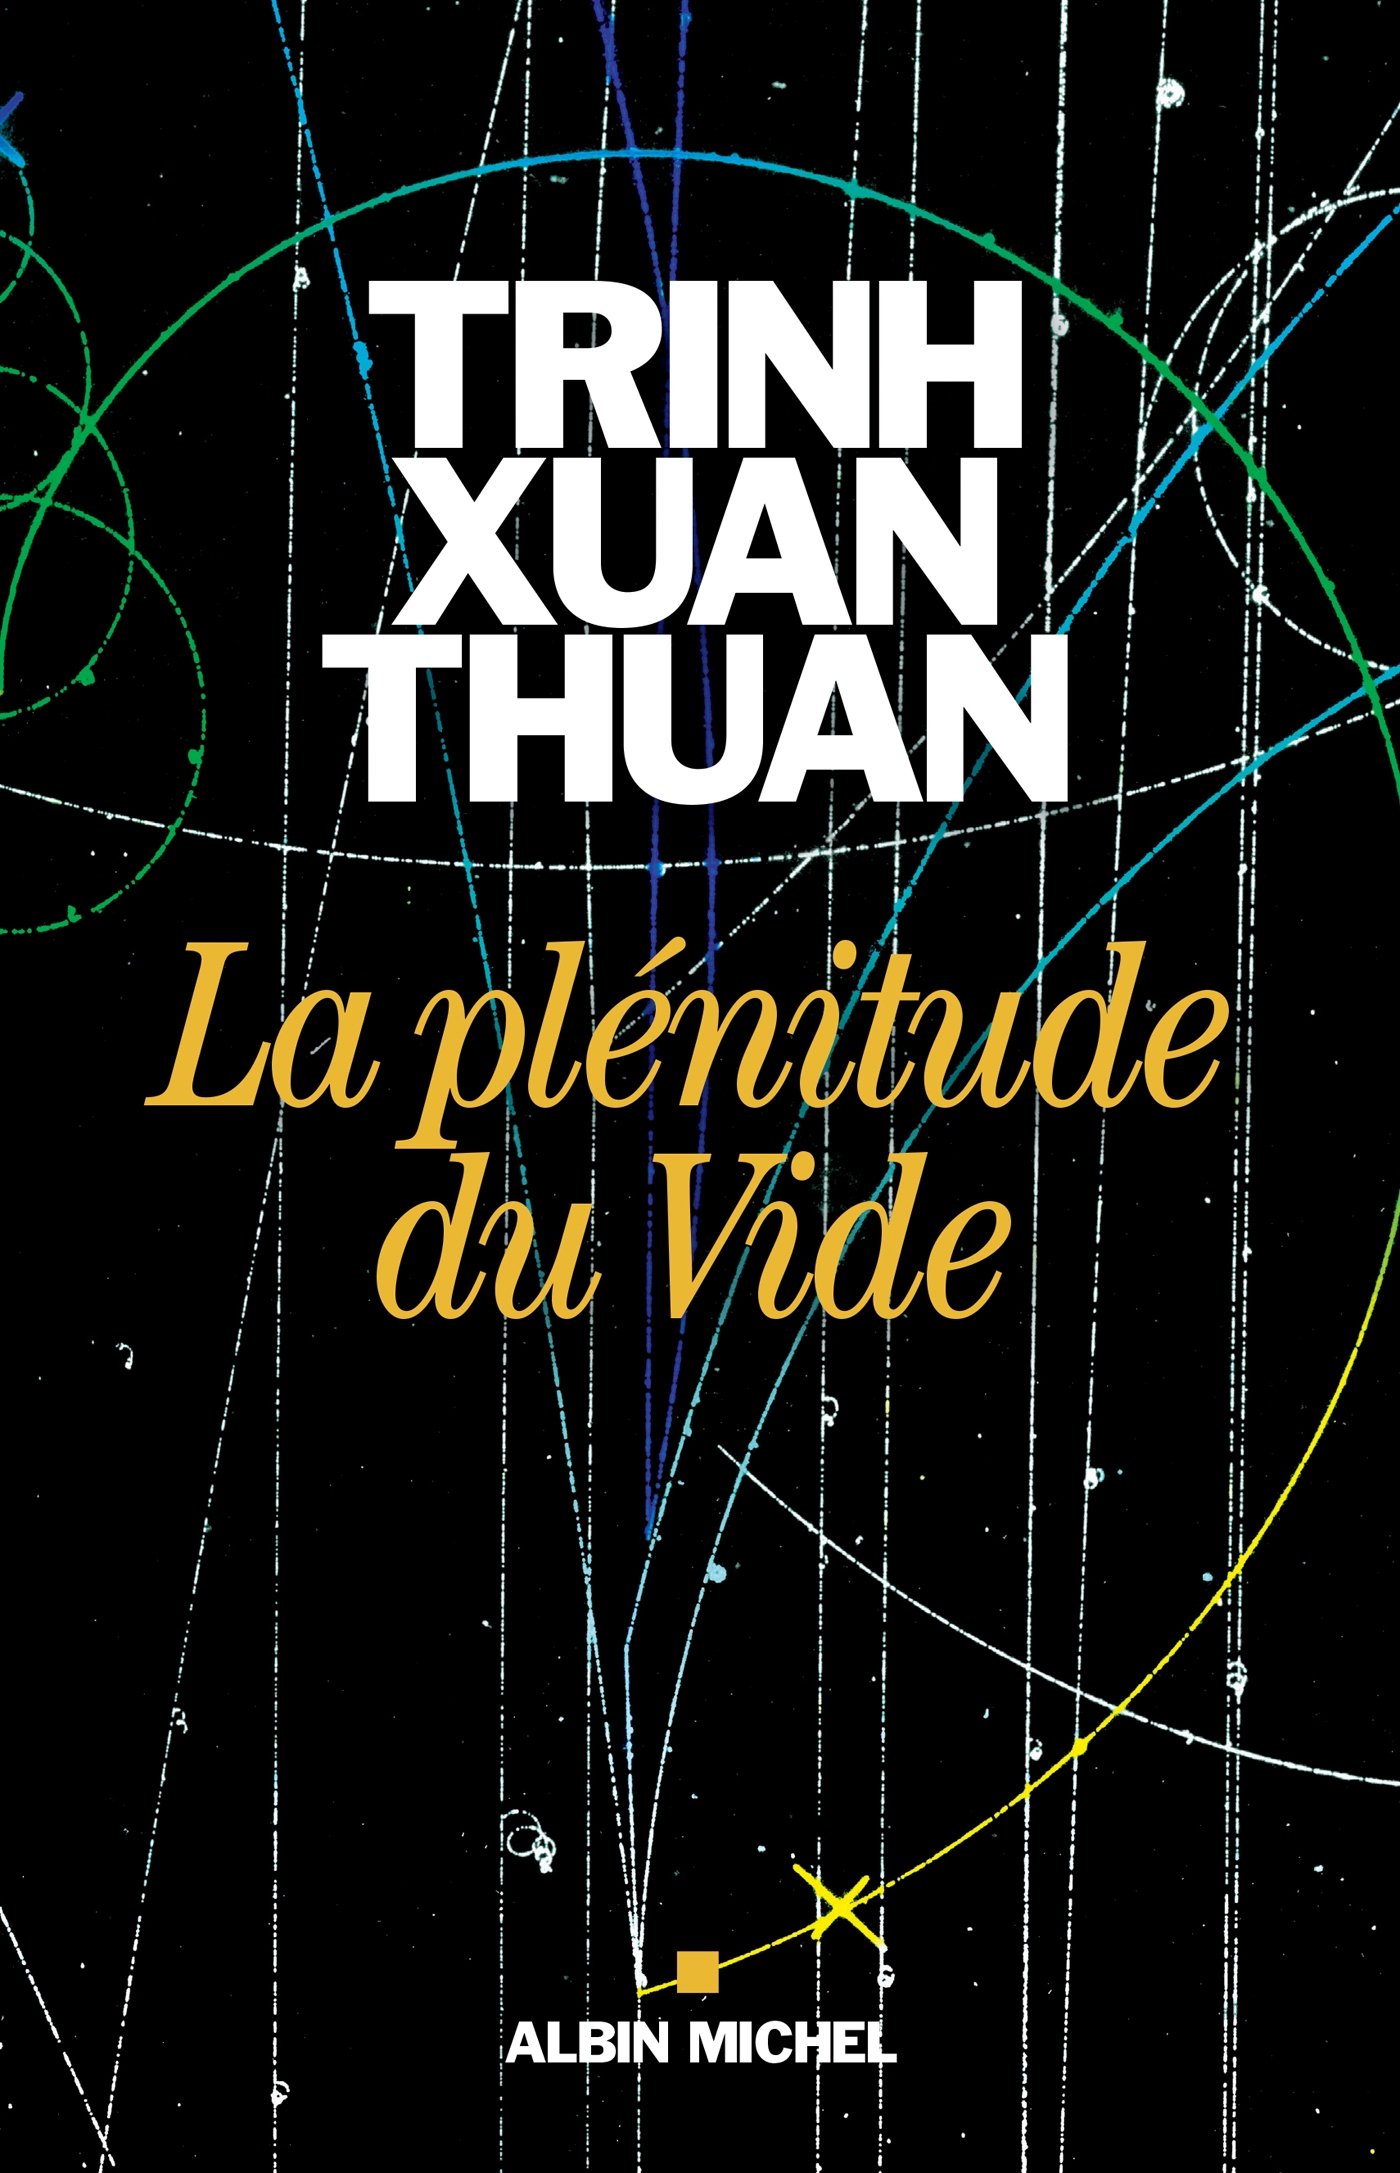 TRINH
XUAN
THUAN
La plénitude
du Vide
ALBIN MICHEL